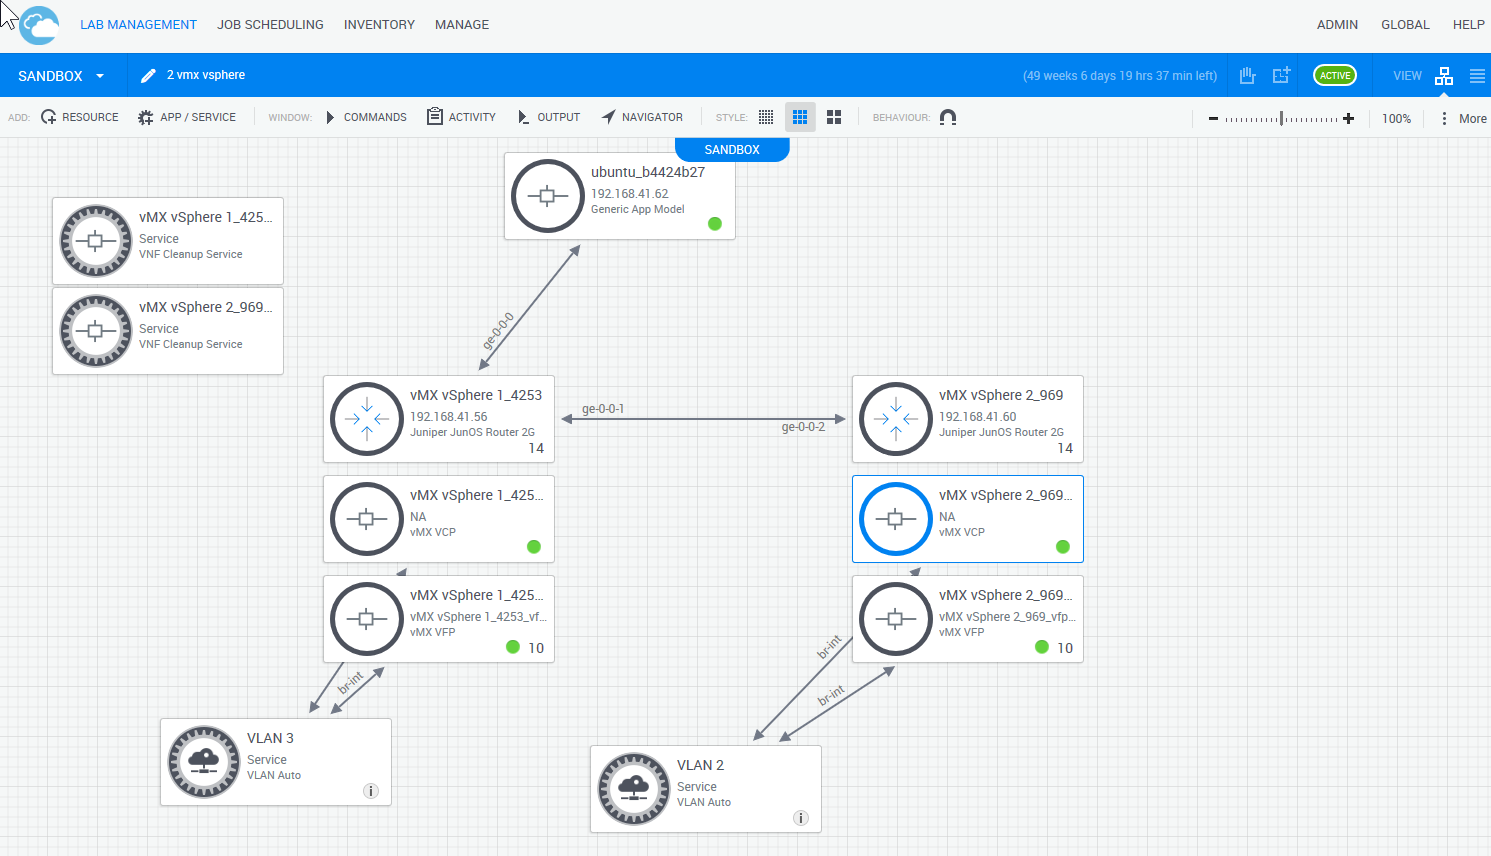 LAB MANAGEMENT JOB SCHEDULING INVENTORY MANAGE ADMIN GLOBAL HELP
SANDBOX 2 vmx vsphere (49 weeks 6 days 19 hrs 37 min left) ACTIVE VIEW
ADD: RESOURCE APP / SERVICE WINDOW: COMMANDS ACTIVITY OUTPUT NAVIGATOR STYLE: BEHAVIOUR: 100% More
SANDBOX
ubuntu_b4424b27
192.168.41.62
Generic App Model
vMX vSphere 1_425...
Service
VNF Cleanup Service
vMX vSphere 2_969...
Service
VNF Cleanup Service
ge-0-0-0
vMX vSphere 1_4253
192.168.41.56
Juniper JunOS Router 2G
14
ge-0-0-1
ge-0-0-2
vMX vSphere 2_969
192.168.41.60
Juniper JunOS Router 2G
14
vMX vSphere 1_425...
NA
vMX VCP
vMX vSphere 2_969...
NA
vMX VCP
vMX vSphere 1_425...
vMX vSphere 1_4253_vf...
vMX VFP
10
vMX vSphere 2_969...
vMX vSphere 2_969_vfp...
vMX VFP
10
br-int
br-int
br-int
VLAN 3
Service
VLAN Auto
i
VLAN 2
Service
VLAN Auto
i